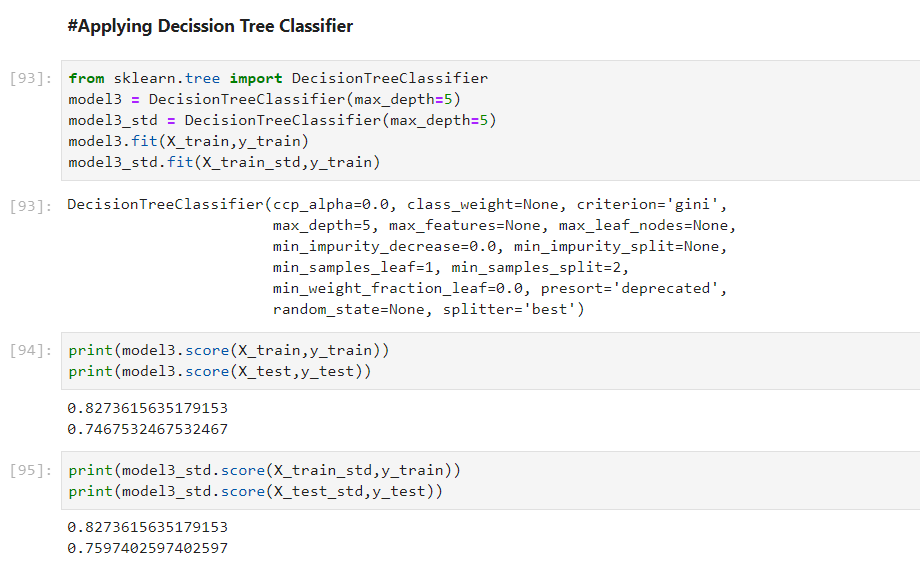 #Applying Decission Tree Classifier
[93]: from sklearn.tree import DecisionTreeClassifier
model3 = DecisionTreeClassifier(max_depth=5)
model3_std = DecisionTreeClassifier(max_depth=5)
model3.fit(X_train,y_train)
model3_std.fit(X_train_std,y_train)
[93]: DecisionTreeClassifier(ccp_alpha=0.0, class_weight=None, criterion='gini',
max_depth=5, max_features=None, max_leaf_nodes=None,
min_impurity_decrease=0.0, min_impurity_split=None,
min_samples_leaf=1, min_samples_split=2,
min_weight_fraction_leaf=0.0, presort='deprecated',
random_state=None, splitter='best')
[94]: print(model3.score(X_train,y_train))
print(model3.score(X_test,y_test))
0.8273615635179153
0.7467532467532467
[95]: print(model3_std.score(X_train_std,y_train))
print(model3_std.score(X_test_std,y_test))
0.8273615635179153
0.7597402597402597